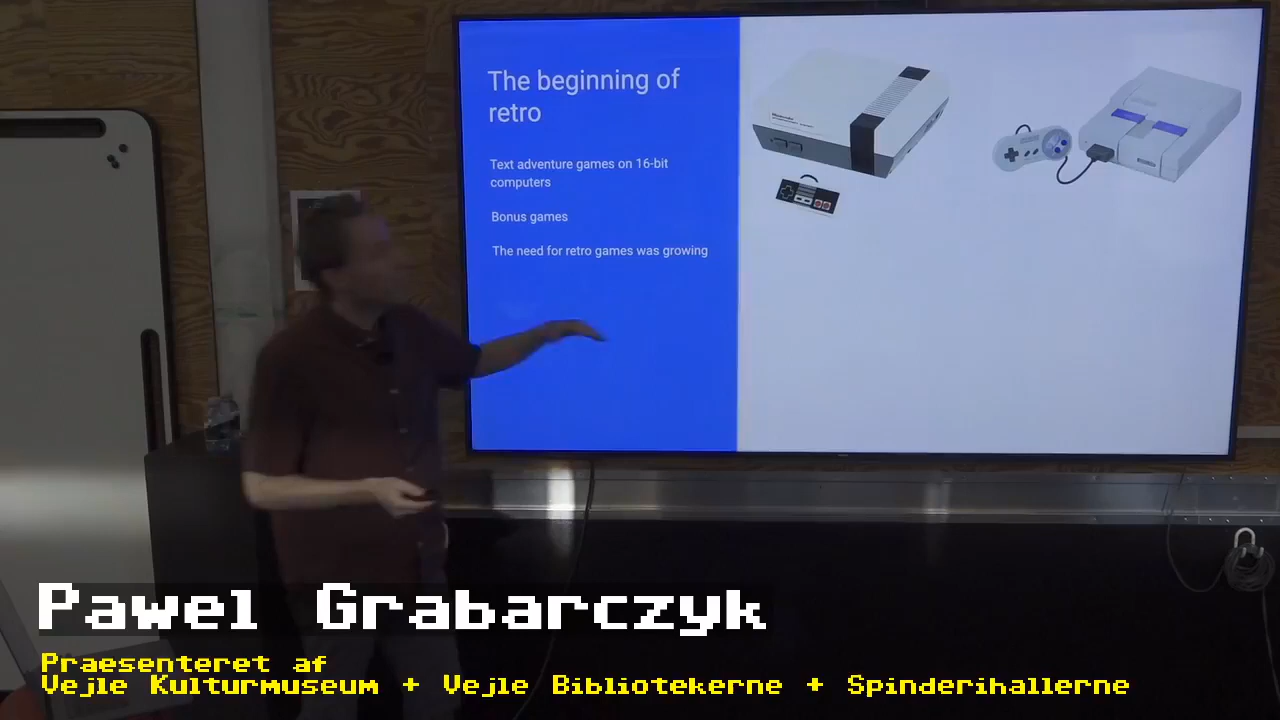 The beginning of
retro
Text adventure games on 16-bit
computers
Bonus games
The need for retro games was growing
Nintendo
Pawel Grabarczyk
Praesenteret af
Vejle Kulturmuseum + Vejle Bibliotekerne + Spinderihallerne